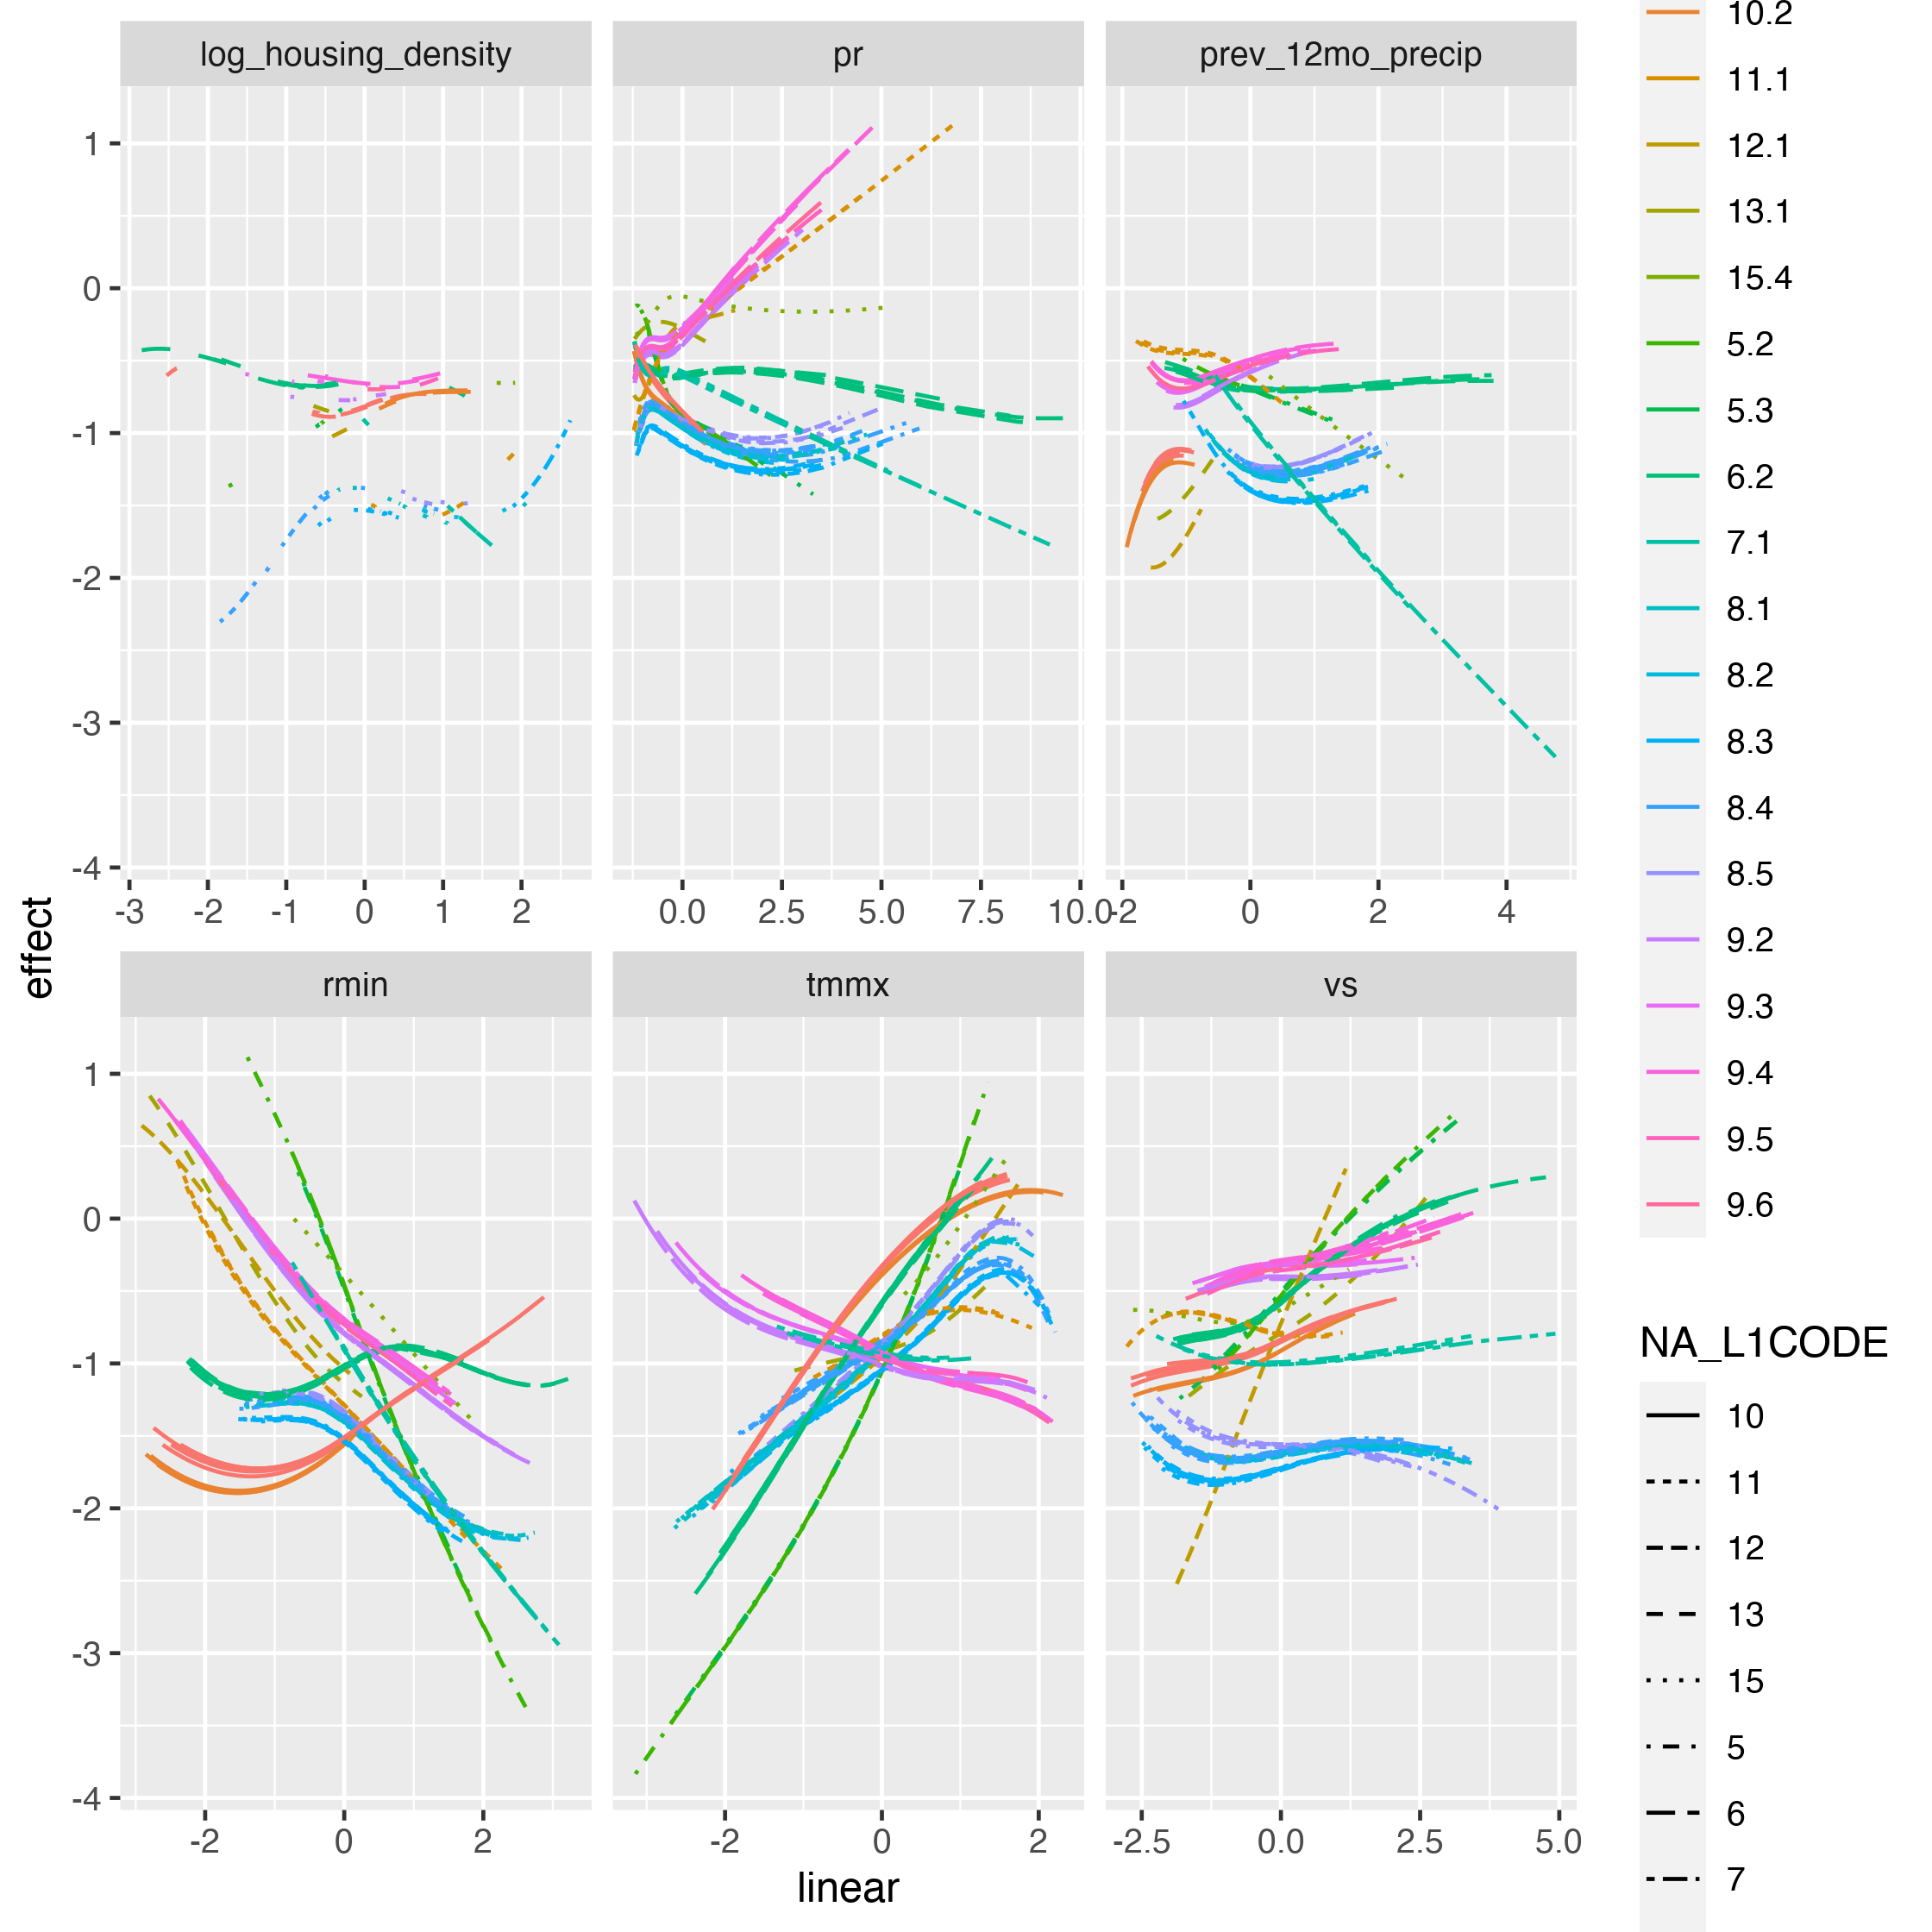 log_housing_density
pr
prev_12mo_precip
1
0
-1
-2
-3
-4
-3 -2 -1 0 1 2
0.0 2.5 5.0 7.5 10.0
-2 0 2 4
effect
rmin
tmmx
vs
1
0
-1
-2
-3
-4
-2 0 2
-2 0 2
-2.5 0.0 2.5 5.0
linear
10.2
11.1
12.1
13.1
15.4
5.2
5.3
6.2
7.1
8.1
8.2
8.3
8.4
8.5
9.2
9.3
9.4
9.5
9.6
NA_L1CODE
10
11
12
13
15
5
6
7